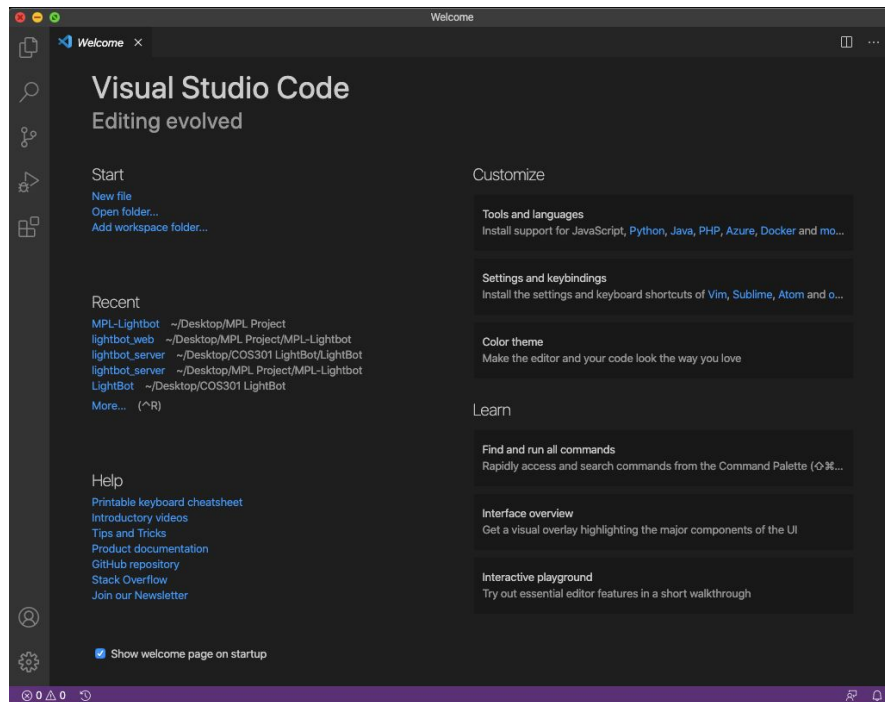 Welcome
Welcome
Visual Studio Code
Editing evolved
Start
New file
Open folder...
Add workspace folder...
Recent
MPL-Lightbot ~/Desktop/MPL Project
lightbot_web ~/Desktop/MPL Project/MPL-Lightbot
lightbot_server ~/Desktop/COS301 LightBot/LightBot
lightbot_server ~/Desktop/MPL Project/MPL-Lightbot
LightBot ~/Desktop/COS301 LightBot
More... (^R)
Help
Printable keyboard cheatsheet
Introductory videos
Tips and Tricks
Product documentation
GitHub repository
Stack Overflow
Join our Newsletter
Show welcome page on startup
Customize
Tools and languages
Install support for JavaScript, Python, Java, PHP, Azure, Docker and mo...
Settings and keybindings
Install the settings and keyboard shortcuts of Vim, Sublime, Atom and o...
Color theme
Make the editor and your code look the way you love
Learn
Find and run all commands
Rapidly access and search commands from the Command Palette (⇧⌘...
Interface overview
Get a visual overlay highlighting the major components of the UI
Interactive playground
Try out essential editor features in a short walkthrough
0 0